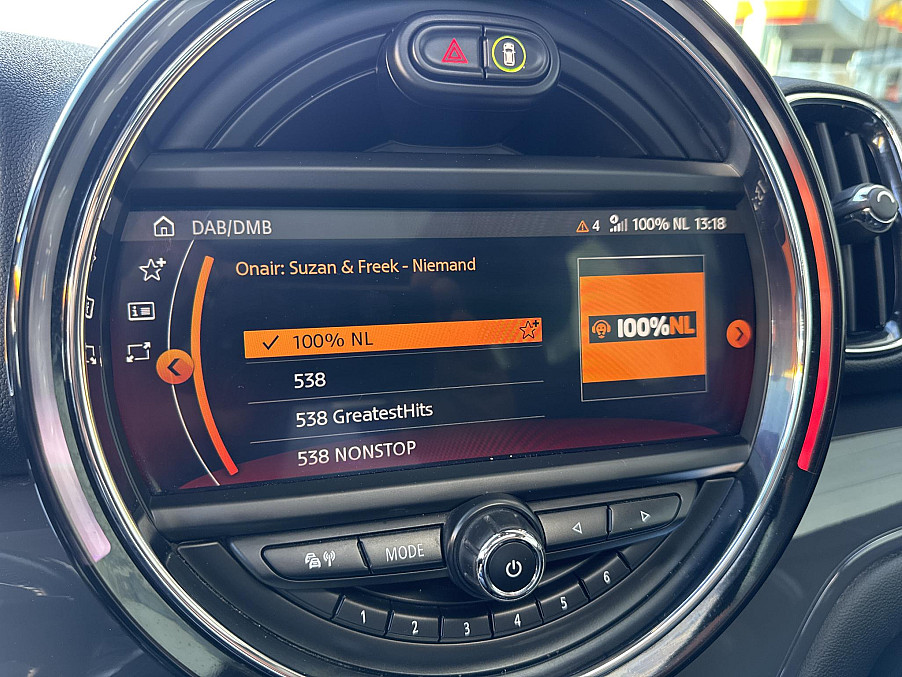 DAB/DMB
4 100% NL 13:18
Onair: Suzan & Freek - Niemand
100% NL
538
538 GreatestHits
538 NONSTOP
100%NL
MODE
1 2 3 4 5 6